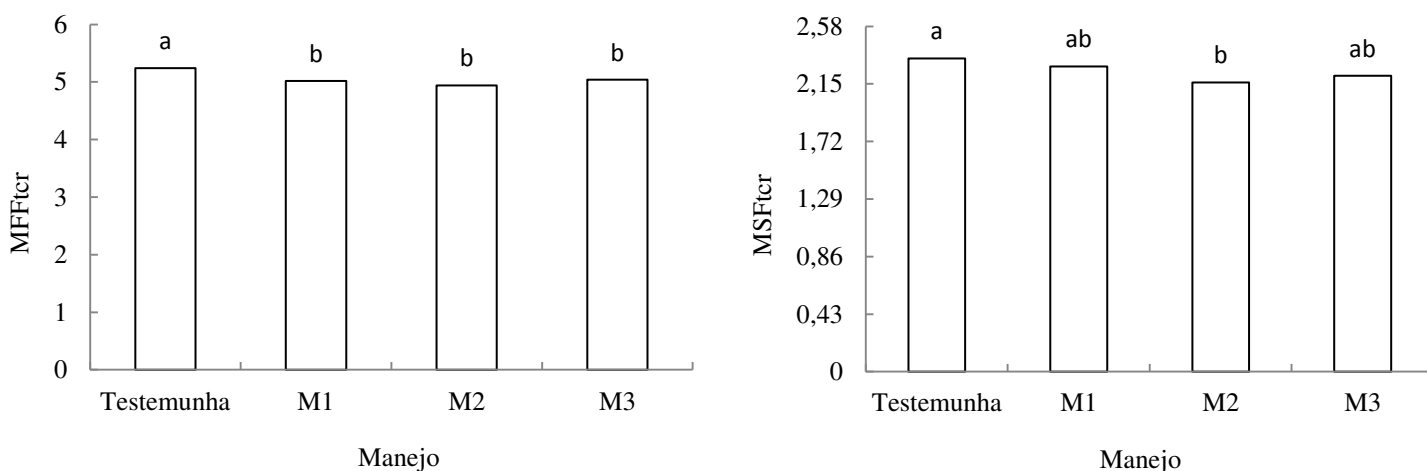 6
5
4
3
2
1
0
MFFtcr
a
b
b
b
Testemunha
M1
M2
M3
Manejo
2,58
2,15
1,72
1,29
0,86
0,43
0
MSFtcr
a
ab
b
ab
Testemunha
M1
M2
M3
Manejo